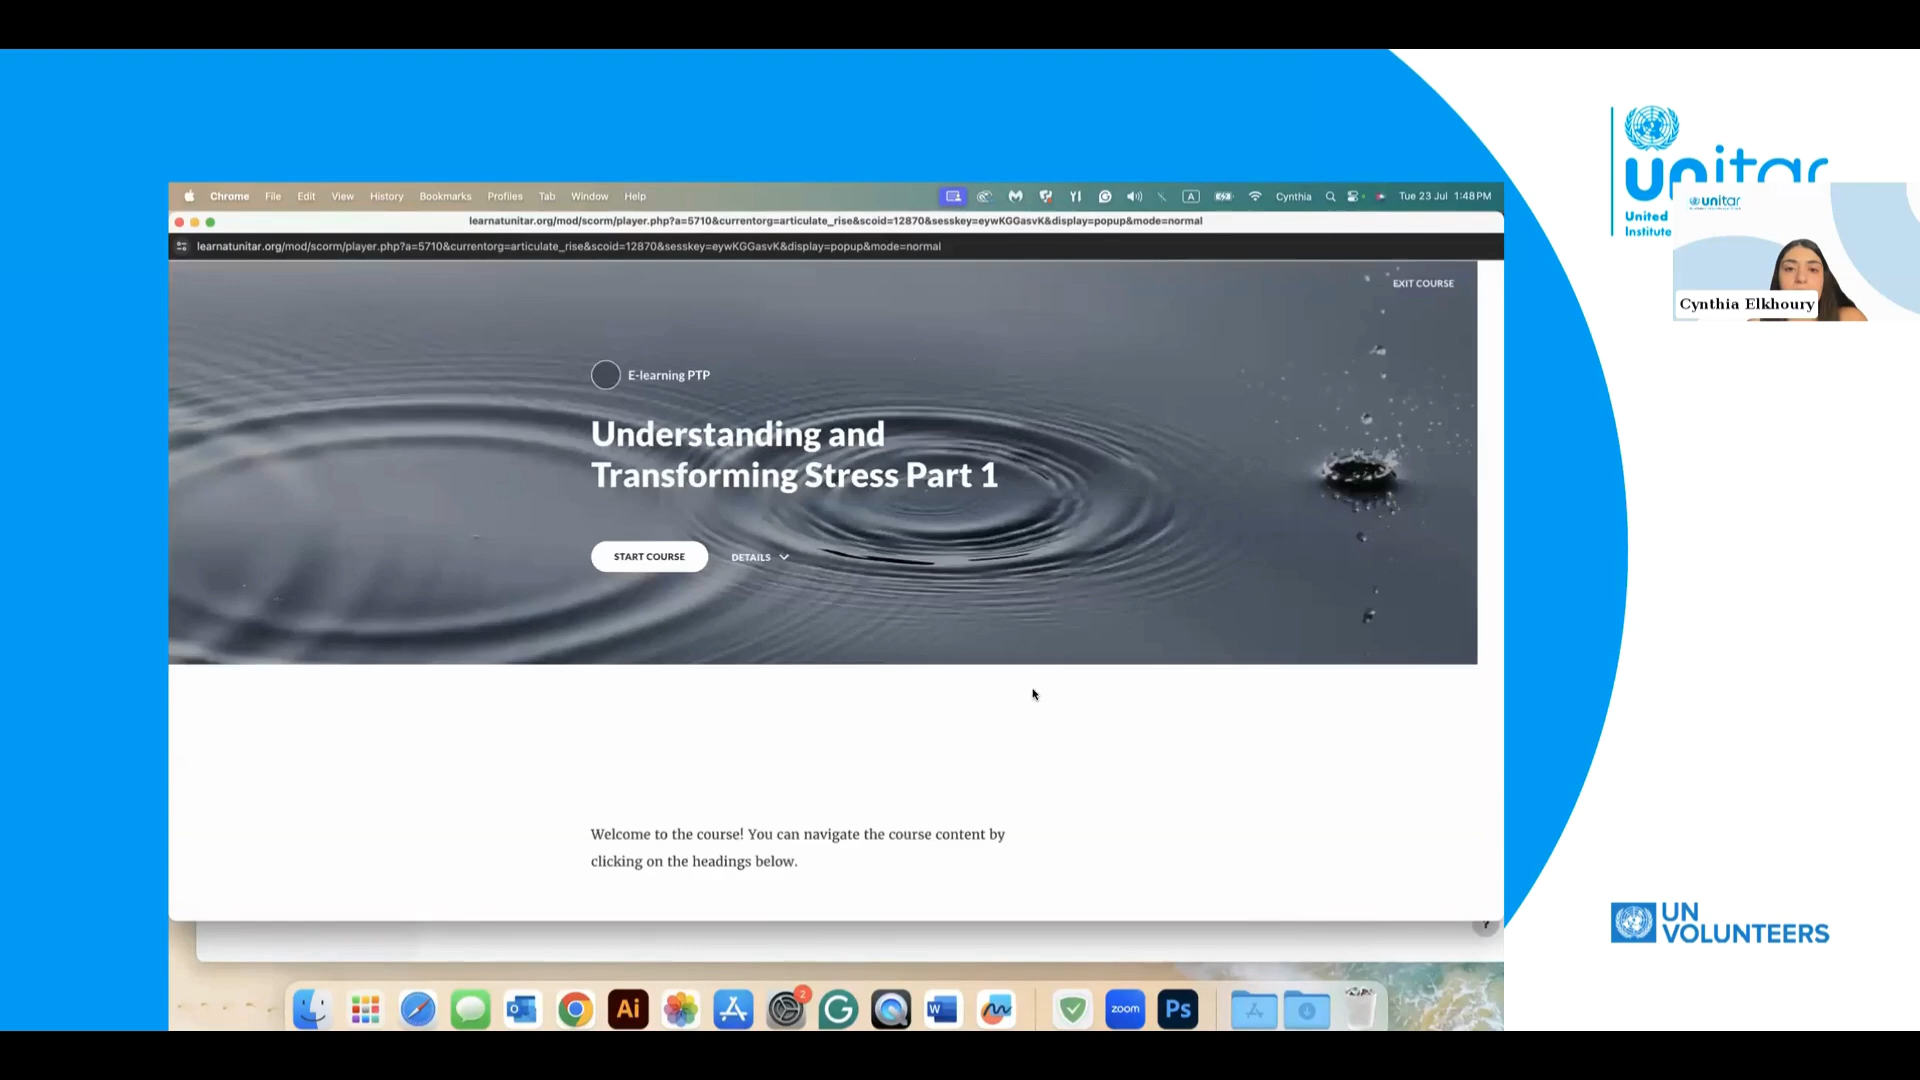 Chrome File Edit View History Bookmarks Profiles Tab Window Help A Cynthia Tue 23 Jul 1:48 PM
learnatunitar.org/mod/scorm/player.php?a=5710&currentorg=articulate_rise&scoid=12870&sesskey=eywKGGasvK&display=popup&mode=normal
learnatunitar.org/mod/scorm/player.php?a=5710&currentorg=articulate_rise&scoid=12870&sesskey=eywKGGasvK&display=popup&mode=normal
EXIT COURSE
E-learning PTP
Understanding and
Transforming Stress Part 1
START COURSE DETAILS
Welcome to the course! You can navigate the course content by
clicking on the headings below.
?
2
Ai
W
zoom
Ps
unitar
United
Institute
unitar
Cynthia Elkhoury
UN
VOLUNTEERS